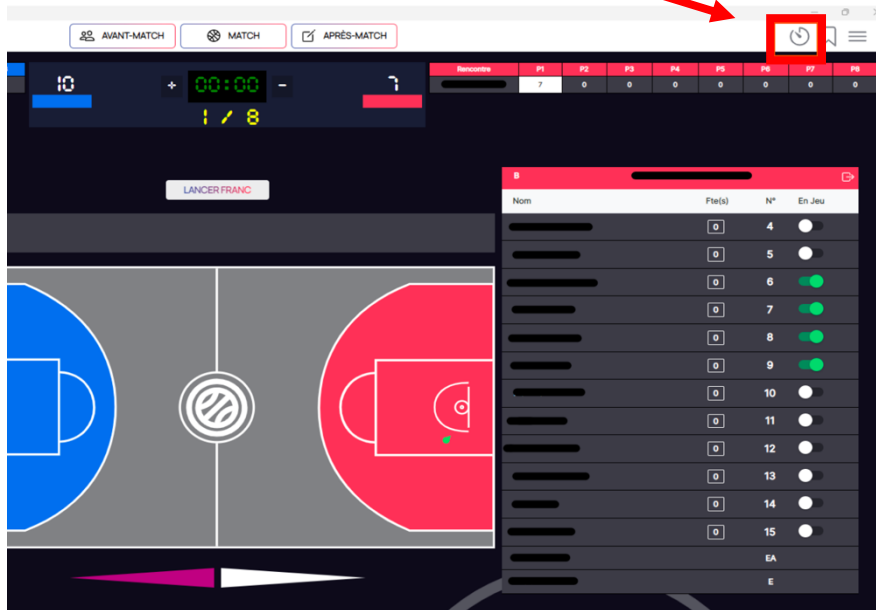 AVANT-MATCH MATCH APRÈS-MATCH
10 + 00:00 - 7
1 / 8
Rencontre P1 P2 P3 P4 P5 P6 P7 P8
7 0 0 0 0 0 0 0
LANCER FRANC
B
Nom Fte(s) N° En Jeu
0 4
0 5
0 6
0 7
0 8
0 9
0 10
0 11
0 12
0 13
0 14
0 15
EA
E